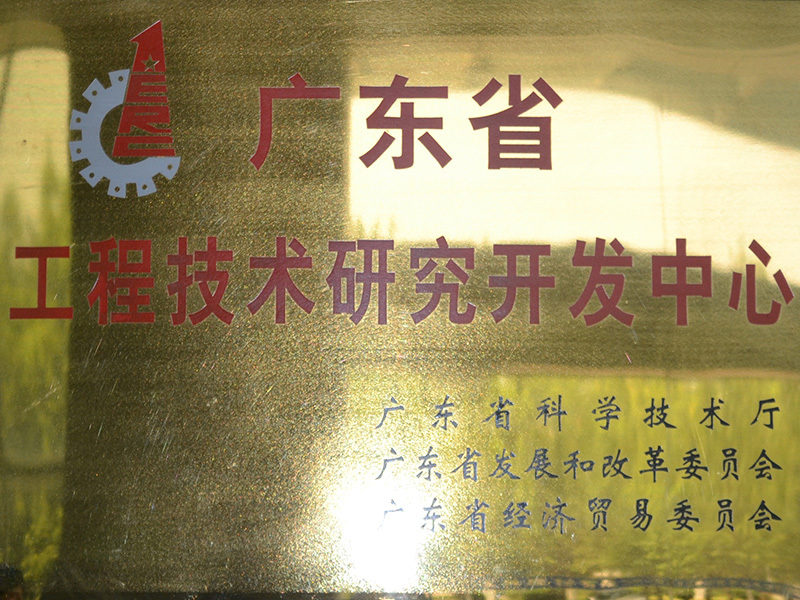 广东省
工程技术研究开发中心
广东省科学技术厅
广东省发展和改革委员会
广东省经济贸易委员会